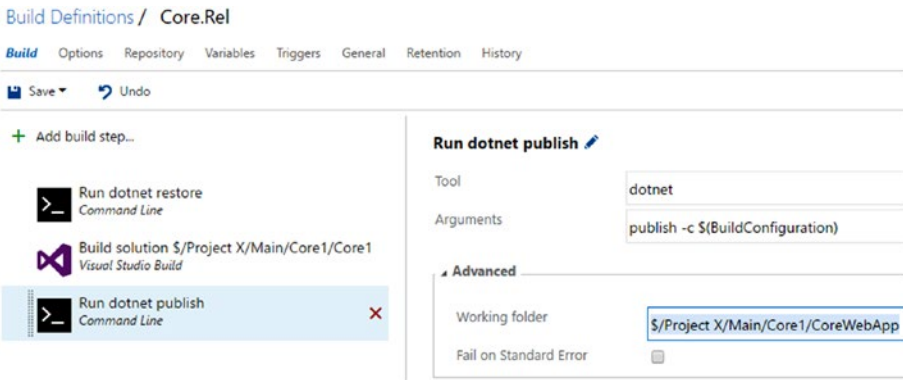 Build Definitions / Core.Rel
Build Options Repository Variables Triggers General Retention History
Save Undo
+ Add build step...
Run dotnet restore
Command Line
Build solution $/Project X/Main/Core1/Core1
Visual Studio Build
Run dotnet publish
Command Line
Run dotnet publish
Tool dotnet
Arguments publish -c $(BuildConfiguration)
Advanced
Working folder $/Project X/Main/Core1/CoreWebApp
Fail on Standard Error